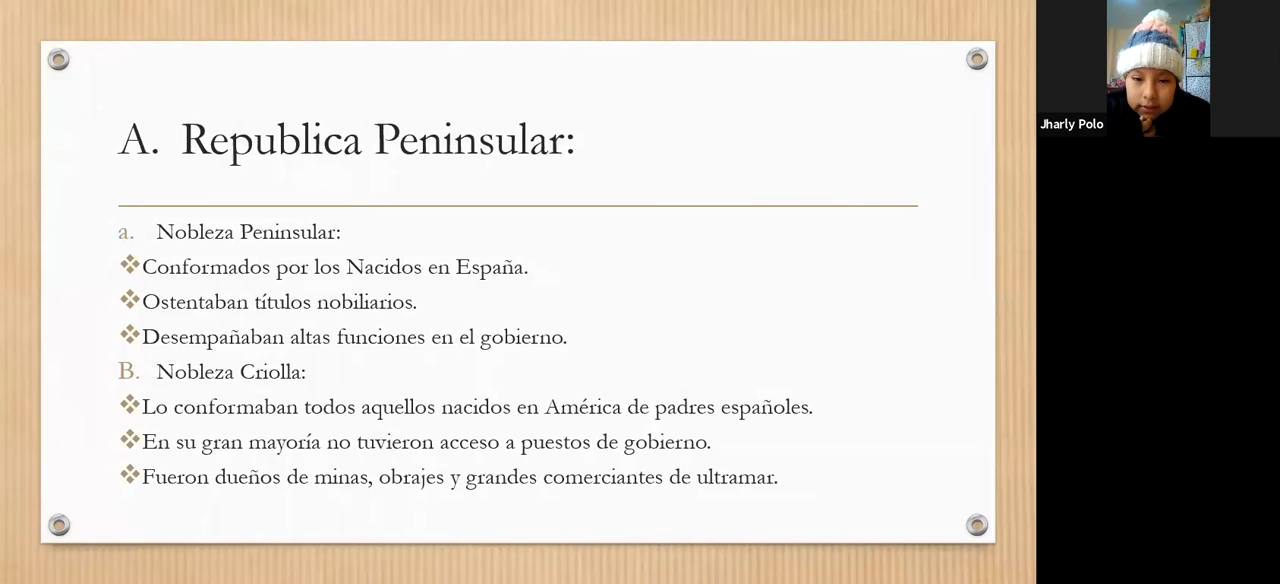 A. Republica Peninsular:
a. Nobleza Peninsular:
❖Conformados por los Nacidos en España.
❖Ostentaban títulos nobiliarios.
❖Desempañaban altas funciones en el gobierno.
B. Nobleza Criolla:
❖Lo conformaban todos aquellos nacidos en América de padres españoles.
❖En su gran mayoría no tuvieron acceso a puestos de gobierno.
❖Fueron dueños de minas, obrajes y grandes comerciantes de ultramar.
Jharly Polo